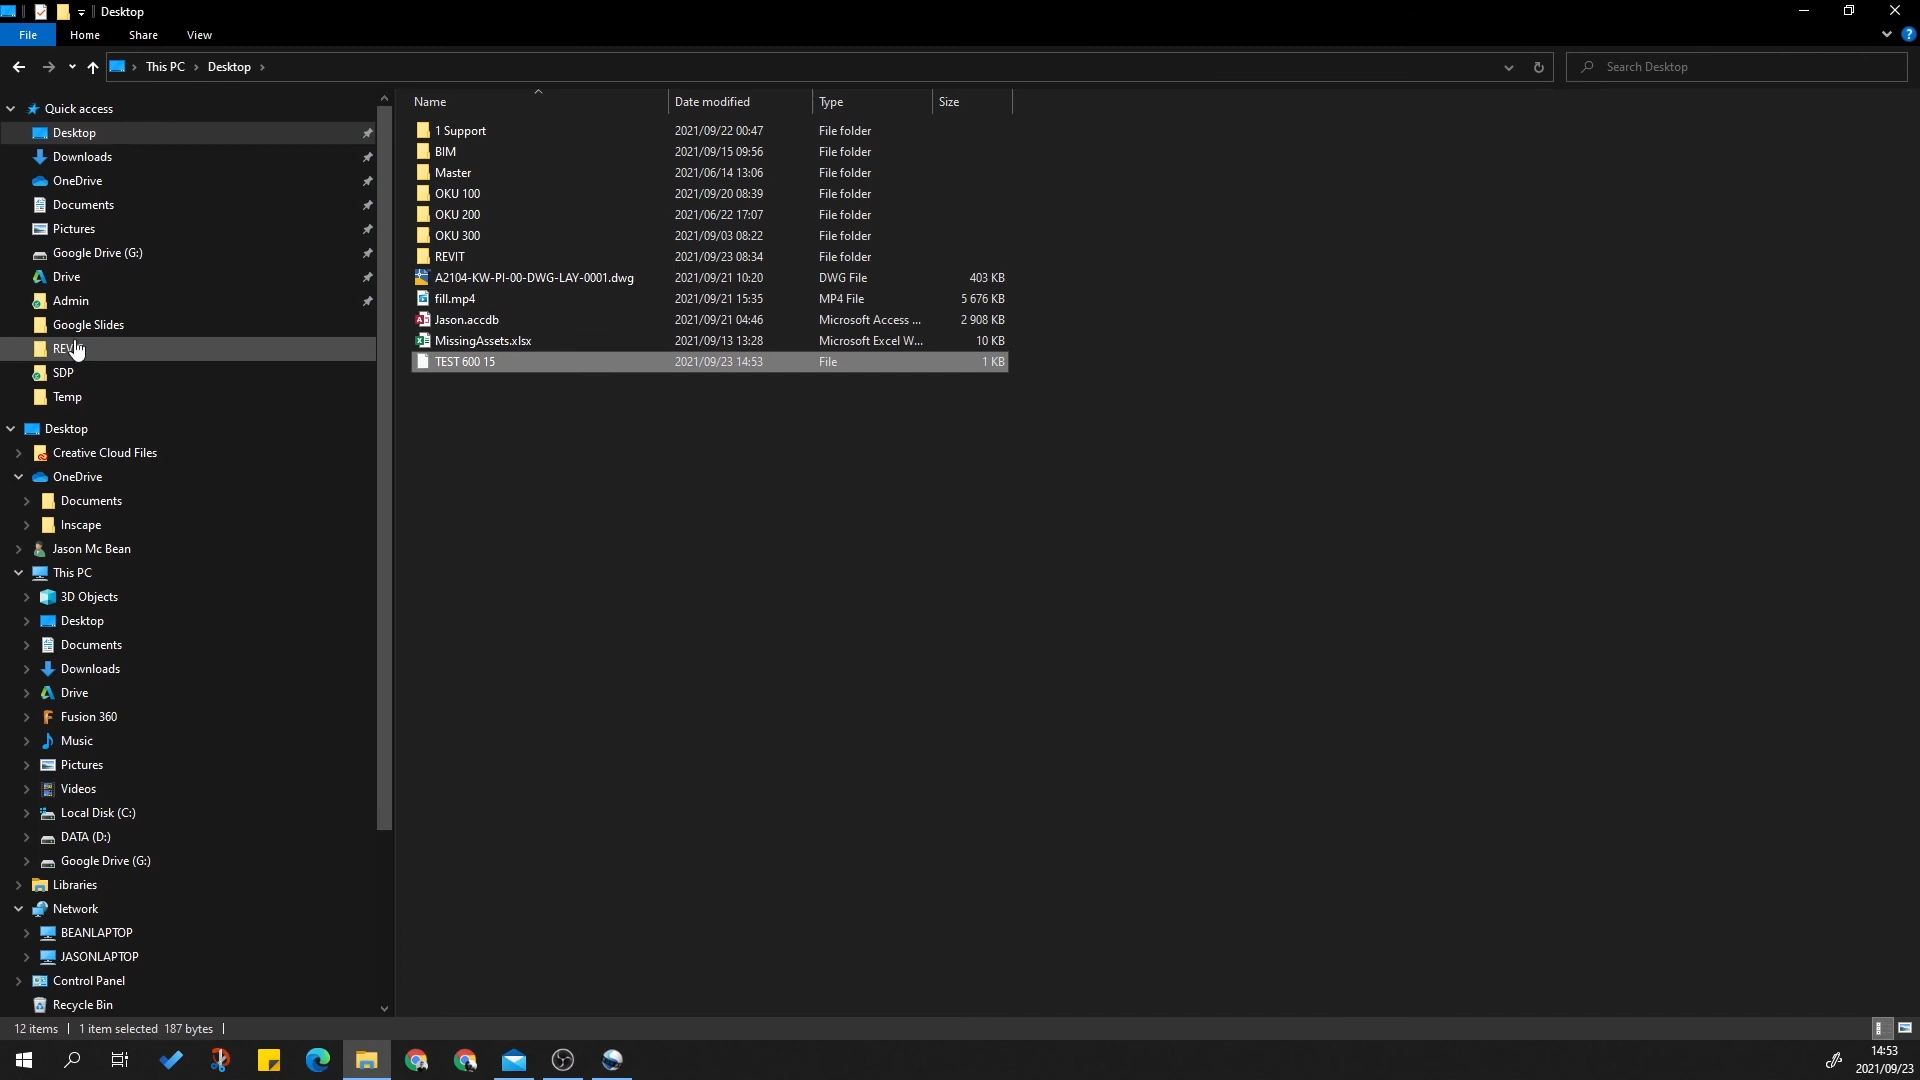 Desktop
File Home Share View
This PC Desktop Search Desktop
Quick access
Desktop
Downloads
OneDrive
Documents
Pictures
Google Drive (G:)
Drive
Admin
Google Slides
SDP
Temp
Desktop
Creative Cloud Files
OneDrive
Documents
Inscape
Jason Mc Bean
This PC
3D Objects
Desktop
Documents
Downloads
Drive
Fusion 360
Music
Pictures
Videos
Local Disk (C:)
DATA (D:)
Google Drive (G:)
Libraries
Network
BEANLAPTOP
JASONLAPTOP
Control Panel
Recycle Bin
Name Date modified Type Size
1 Support 2021/09/22 00:47 File folder
BIM 2021/09/15 09:56 File folder
Master 2021/06/14 13:06 File folder
OKU 100 2021/09/20 08:39 File folder
OKU 200 2021/06/22 17:07 File folder
OKU 300 2021/09/03 08:22 File folder
REVIT 2021/09/23 08:34 File folder
A2104-KW-PI-00-DWG-LAY-0001.dwg 2021/09/21 10:20 DWG File 403 KB
fill.mp4 2021/09/21 15:35 MP4 File 5 676 KB
Jason.accdb 2021/09/21 04:46 Microsoft Access ... 2 908 KB
MissingAssets.xlsx 2021/09/13 13:28 Microsoft Excel W... 10 KB
TEST 600 15 2021/09/23 14:53 File 1 KB
12 items 1 item selected 187 bytes
14:53
2021/09/23